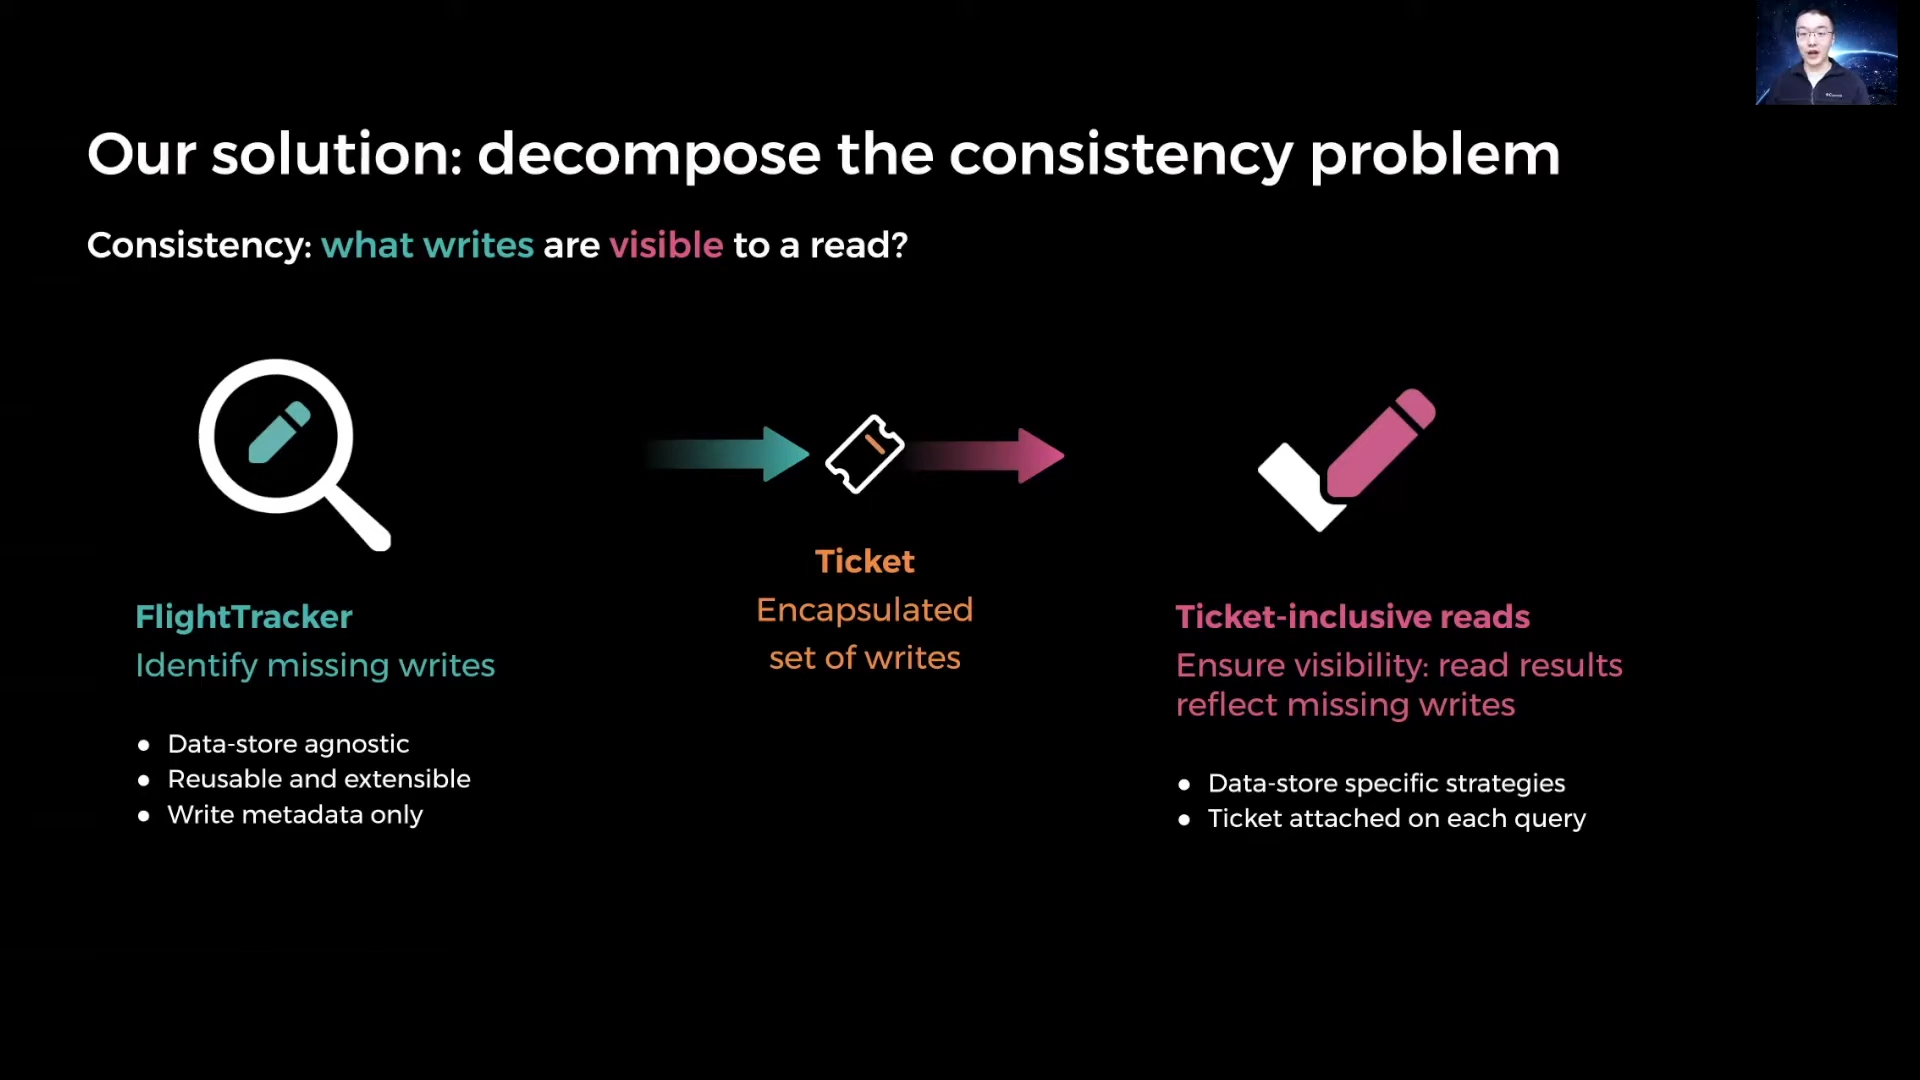 Our solution: decompose the consistency problem
Consistency: what writes are visible to a read?
FlightTracker
Identify missing writes
● Data-store agnostic
● Reusable and extensible
● Write metadata only
Ticket
Encapsulated
set of writes
Ticket-inclusive reads
Ensure visibility: read results
reflect missing writes
● Data-store specific strategies
● Ticket attached on each query